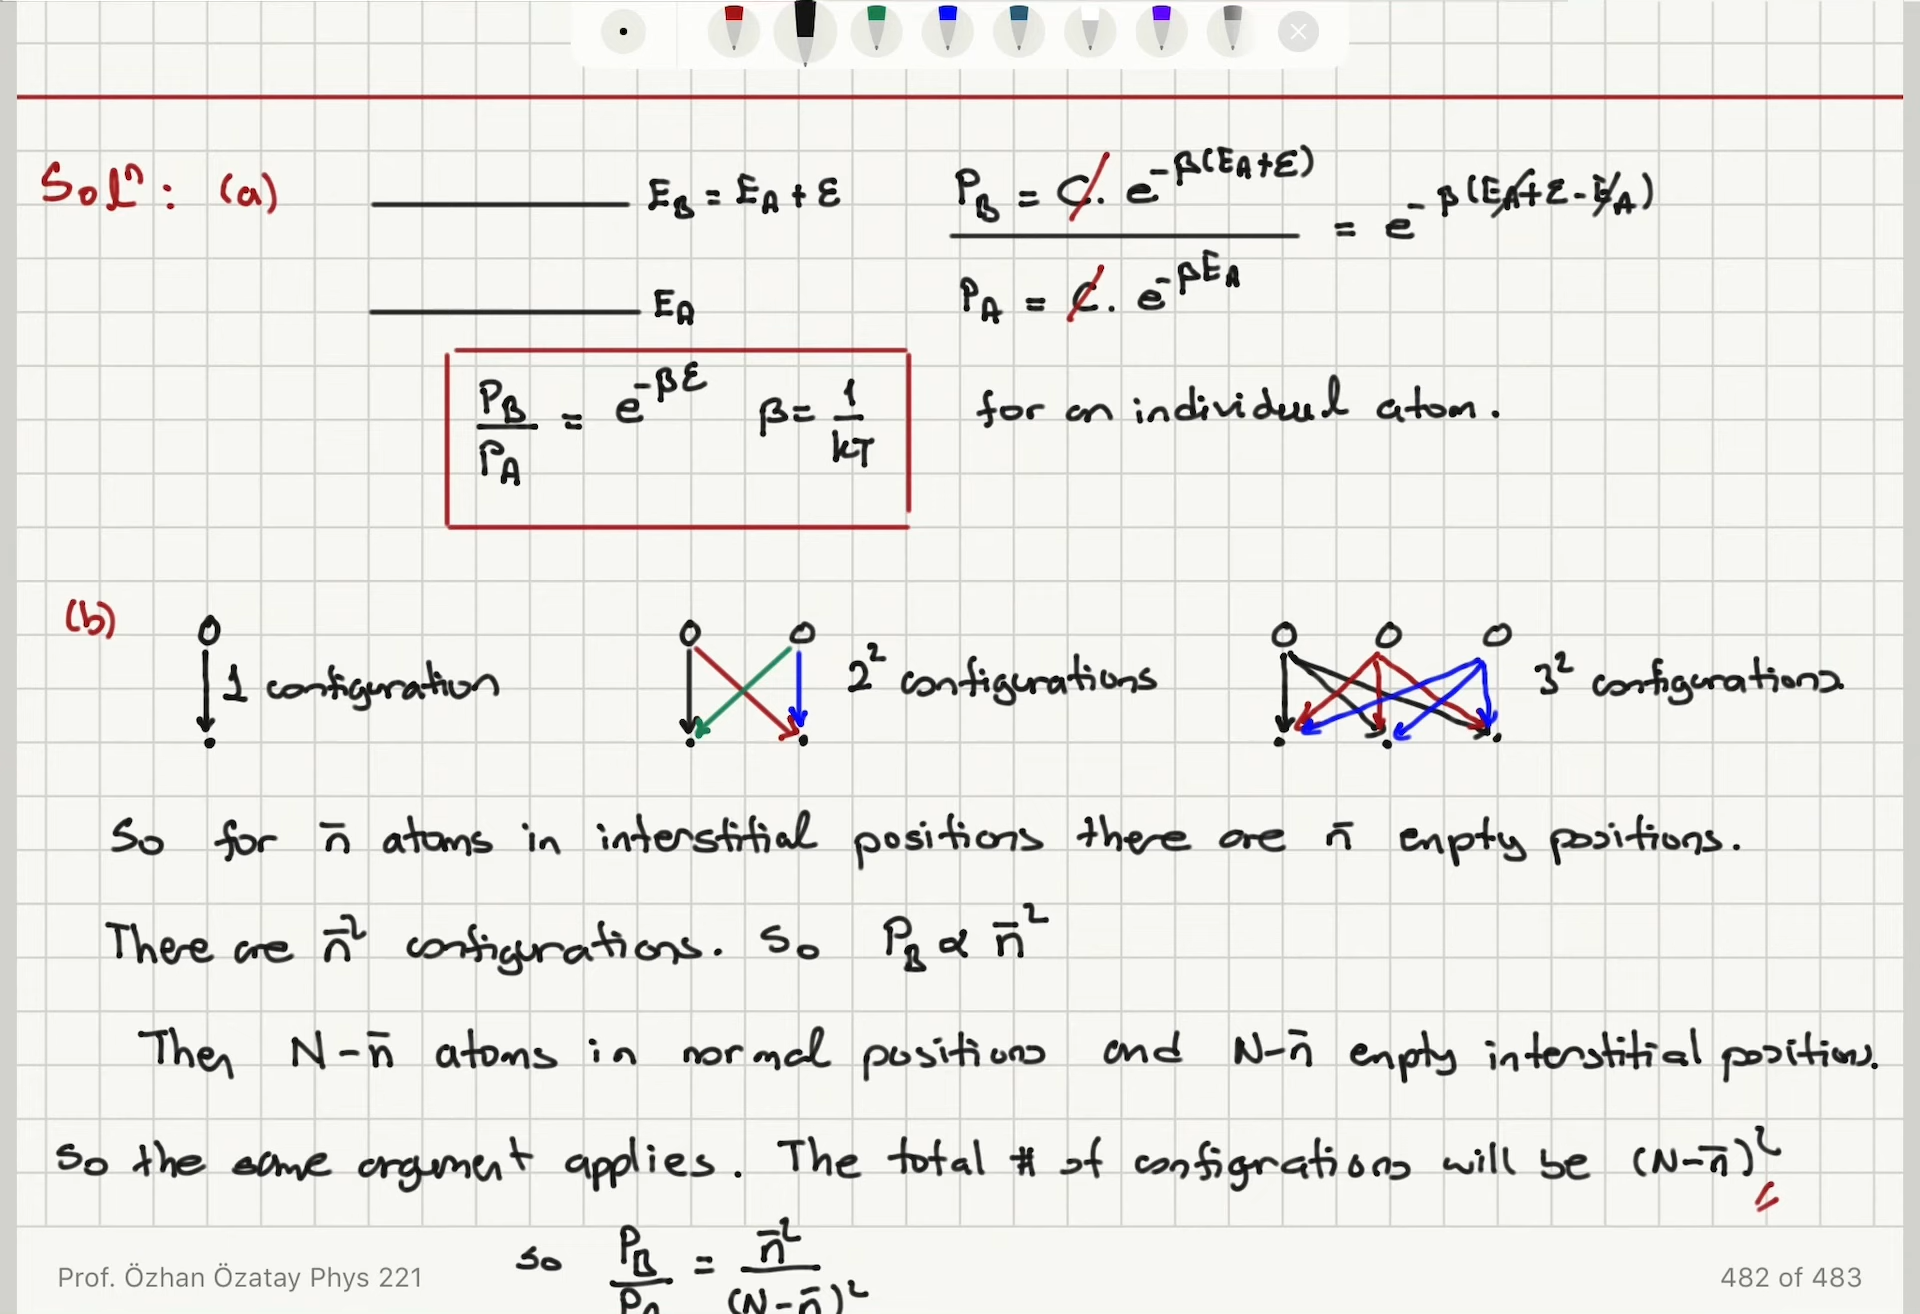 Solⁿ: (a) E_B = E_A + ε P_B = C. e^{-β(E_A+ε)} = e^{-β(E_A+ε-E_A)}
E_A P_A = C. e^{-βE_A}
P_B/P_A = e^{-βε} β = 1/kT for an individual atom.
(b) 1 configuration 2² configurations 3² configurations
So for n̄ atoms in interstitial positions there are n̄ empty positions.
There are n̄² configurations. So P_B ∝ n̄²
Then N-n̄ atoms in normal positions and N-n̄ empty interstitial positions.
So the same argument applies. The total # of configrations will be (N-n̄)²
so P_B/P_A = n̄²/(N-n̄)²
Prof. Özhan Özatay Phys 221 482 of 483